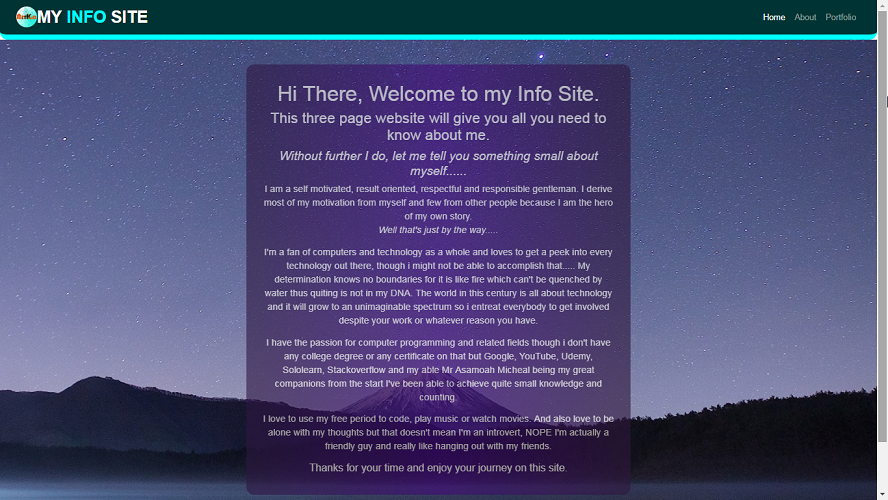 MY INFO SITE
Home About Portfolio
Hi There, Welcome to my Info Site.
This three page website will give you all you need to
know about me.
Without further I do, let me tell you something small about
myself......
I am a self motivated, result oriented, respectful and responsible gentleman. I derive
most of my motivation from myself and few from other people because I am the hero
of my own story.
Well that's just by the way.....
I'm a fan of computers and technology as a whole and loves to get a peek into every
technology out there, though i might not be able to accomplish that..... My
determination knows no boundaries for it is like fire which can't be quenched by
water thus quiting is not in my DNA. The world in this century is all about technology
and it will grow to an unimaginable spectrum so i entreat everybody to get involved
despite your work or whatever reason you have.
I have the passion for computer programming and related fields though i don't have
any college degree or any certificate on that but Google, YouTube, Udemy,
Sololearn, Stackoverflow and my able Mr Asamoah Micheal being my great
companions from the start I've been able to achieve quite small knowledge and
counting.
I love to use my free period to code, play music or watch movies. And also love to be
alone with my thoughts but that doesn't mean I'm an introvert, NOPE I'm actually a
friendly guy and really like hanging out with my friends.
Thanks for your time and enjoy your journey on this site.